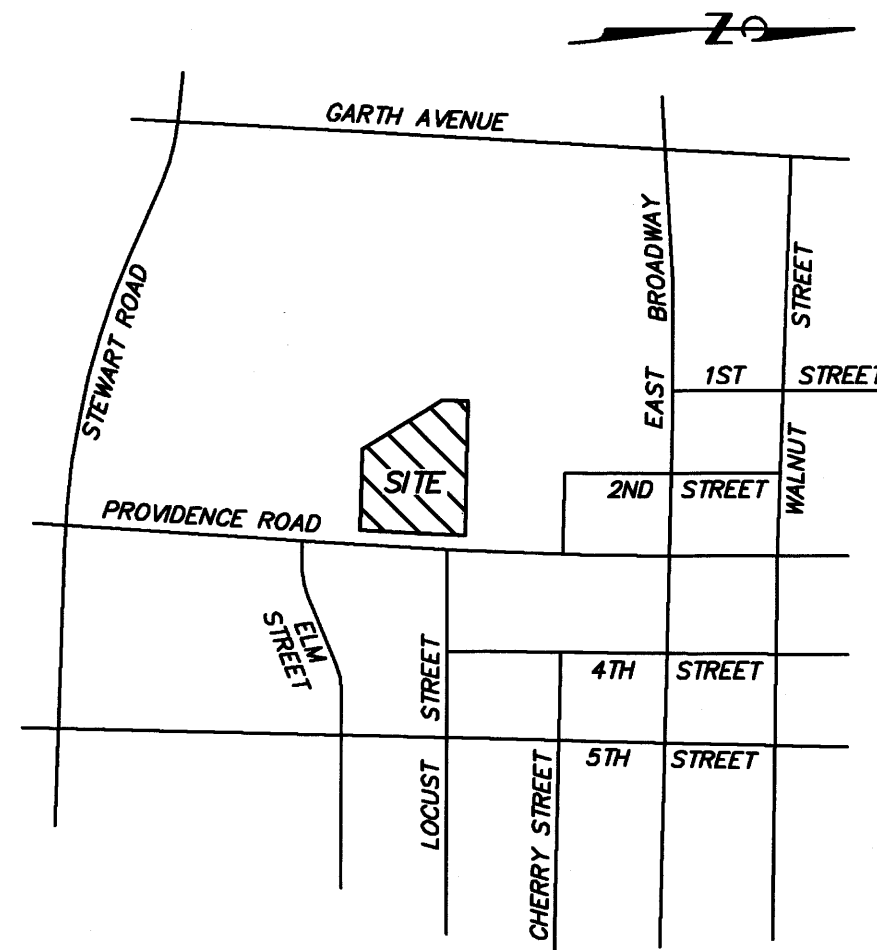 N
GARTH AVENUE
STEWART ROAD
EAST BROADWAY
STREET
1ST STREET
SITE
2ND STREET
WALNUT
PROVIDENCE ROAD
ELM
STREET
LOCUST STREET
4TH STREET
5TH STREET
CHERRY STREET